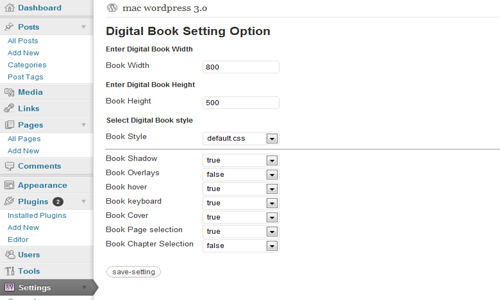 Dashboard
Posts
All Posts
Add New
Categories
Post Tags
Media
Links
Pages
All Pages
Add New
Comments
Appearance
Plugins 2
Installed Plugins
Add New
Editor
Users
Tools
Settings
mac wordpress 3.0
Digital Book Setting Option
Enter Digital Book Width
Book Width 800
Enter Digital Book Height
Book Height 500
Select Digital Book style
Book Style default.css
Book Shadow true
Book Overlays false
Book hover true
Book keyboard true
Book Cover true
Book Page selection true
Book Chapter Selection false
save-setting